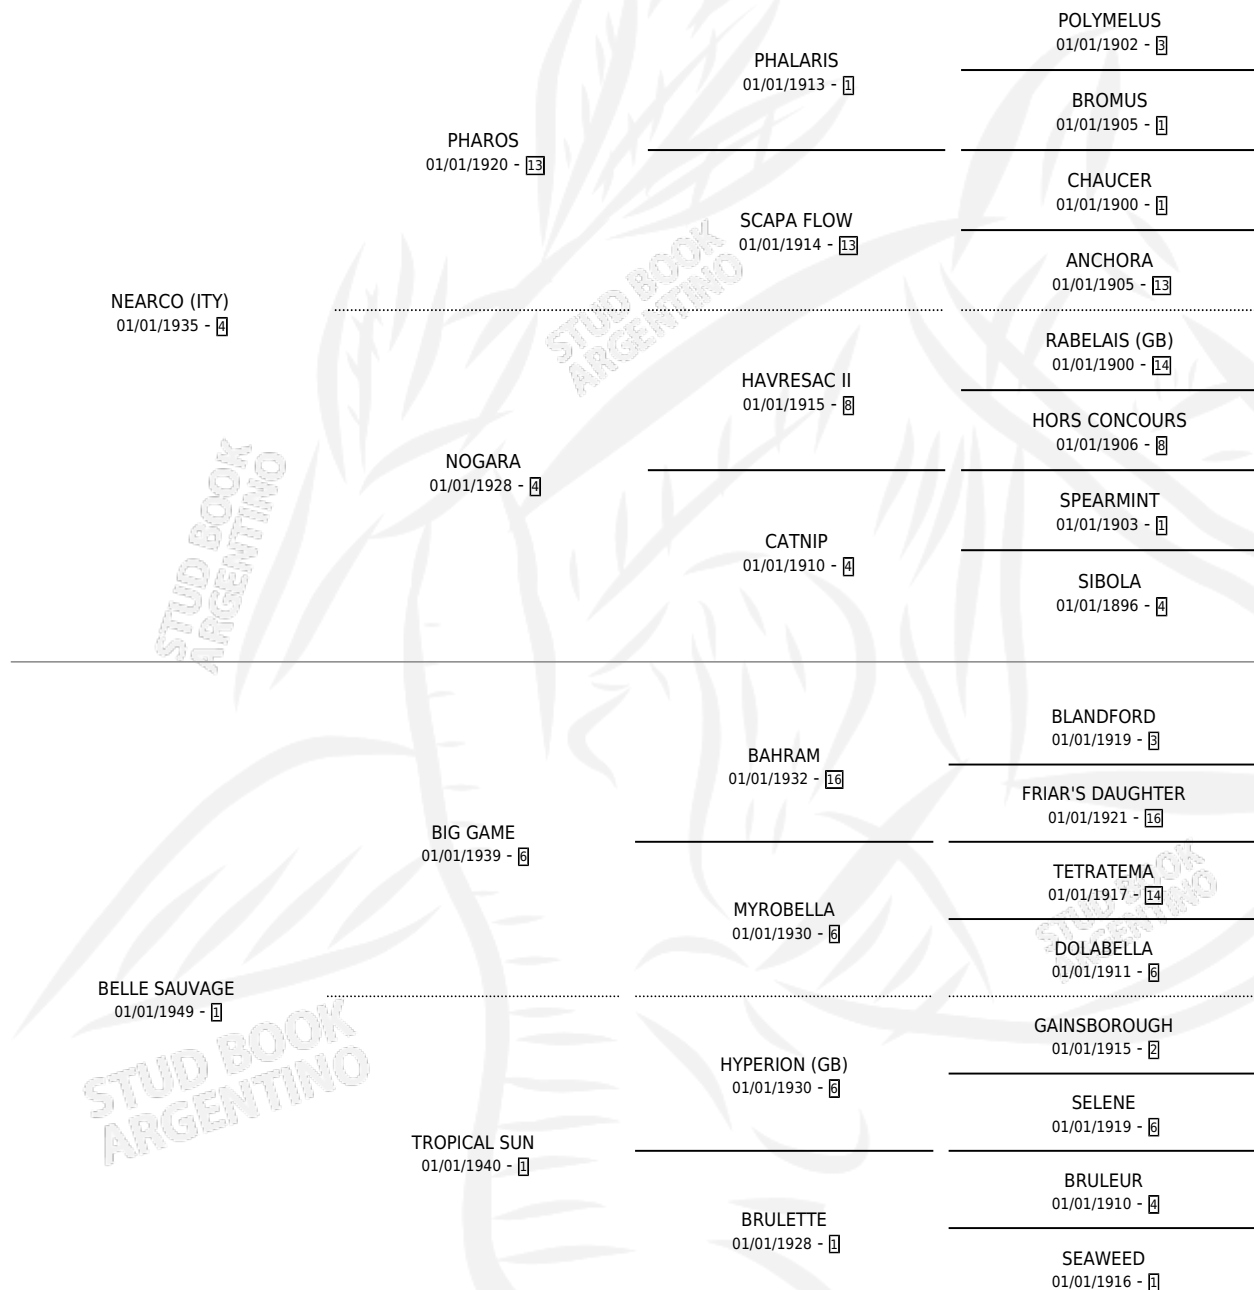 POLYMELUS
01/01/1902 - 3
PHALARIS
01/01/1913 - 1
BROMUS
01/01/1905 - 1
PHAROS
01/01/1920 - 13
CHAUCER
01/01/1900 - 1
SCAPA FLOW
01/01/1914 - 13
ANCHORA
01/01/1905 - 13
NEARCO (ITY)
01/01/1935 - 4
STUD BOOK
ARGENTINO
RABELAIS (GB)
01/01/1900 - 14
HAVRESAC II
01/01/1915 - 8
HORS CONCOURS
01/01/1906 - 8
NOGARA
01/01/1928 - 4
SPEARMINT
01/01/1903 - 1
CATNIP
01/01/1910 - 4
SIBOLA
01/01/1896 - 4
STUD BOOK
ARGENTINO
BLANDFORD
01/01/1919 - 3
BAHRAM
01/01/1932 - 16
FRIAR'S DAUGHTER
01/01/1921 - 16
BIG GAME
01/01/1939 - 6
TETRATEMA
01/01/1917 - 14
MYROBELLA
01/01/1930 - 6
STUD BOOK
ARGENTINO
DOLABELLA
01/01/1911 - 6
BELLE SAUVAGE
01/01/1949 - 1
GAINSBOROUGH
01/01/1915 - 2
HYPERION (GB)
01/01/1930 - 6
STUD BOOK
ARGENTINO
SELENE
01/01/1919 - 6
TROPICAL SUN
01/01/1940 - 1
BRULEUR
01/01/1910 - 4
BRULETTE
01/01/1928 - 1
SEAWEED
01/01/1916 - 1